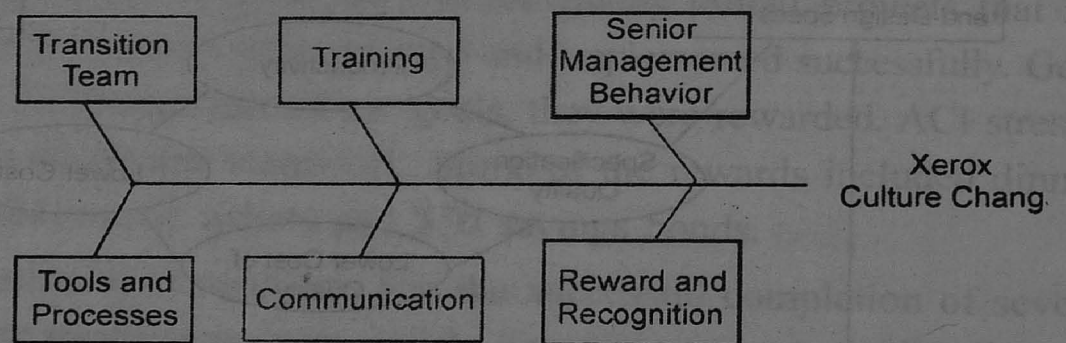 Transition
Team
Training
Senior
Management
Behavior
Xerox
Culture Chang
Tools and
Processes
Communication
Reward and
Recognition